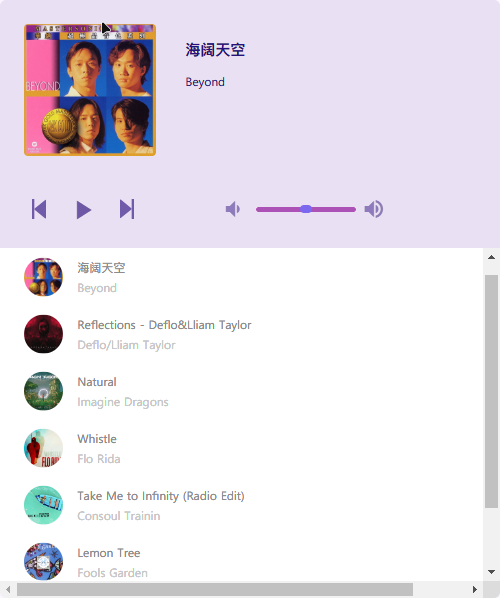 BEYOND
海阔天空
Beyond
海阔天空
Beyond
Reflections - Deflo&Lliam Taylor
Deflo/Lliam Taylor
Natural
Imagine Dragons
Whistle
Flo Rida
Take Me to Infinity (Radio Edit)
Consoul Trainin
Lemon Tree
Fools Garden